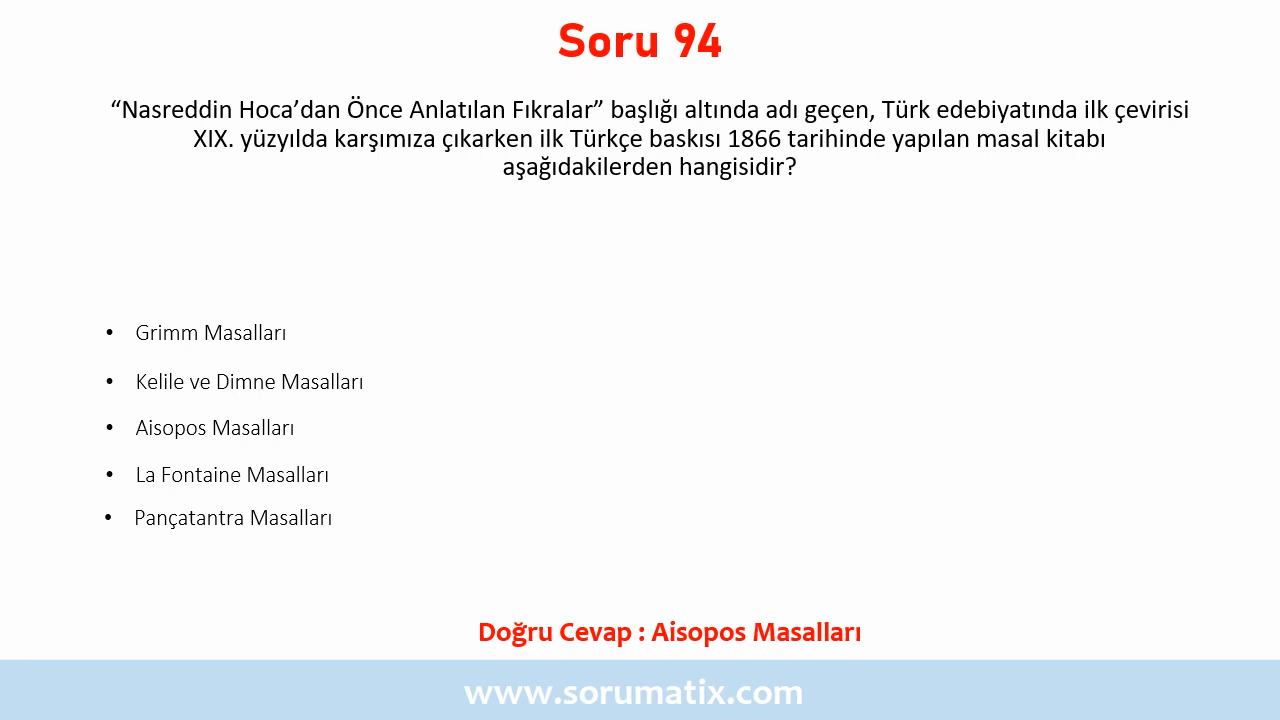 Soru 94
“Nasreddin Hoca’dan Önce Anlatılan Fıkralar” başlığı altında adı geçen, Türk edebiyatında ilk çevirisi
XIX. yüzyılda karşımıza çıkarken ilk Türkçe baskısı 1866 tarihinde yapılan masal kitabı
aşağıdakilerden hangisidir?
• Grimm Masalları
• Kelile ve Dimne Masalları
• Aisopos Masalları
• La Fontaine Masalları
• Pançatantra Masalları
Doğru Cevap : Aisopos Masalları
www.sorumatix.com